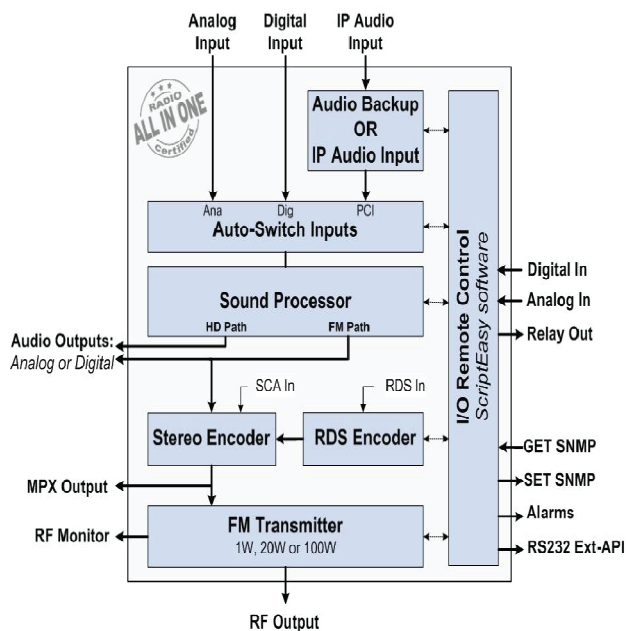 Analog Input
Digital Input
IP Audio Input
RADIO
ALL IN ONE
Certified
Audio Backup
OR
IP Audio Input
Ana
Dig
PCI
Auto-Switch Inputs
Sound Processor
HD Path
FM Path
Audio Outputs:
Analog or Digital
SCA In
RDS In
Stereo Encoder
RDS Encoder
MPX Output
FM Transmitter
1W, 20W or 100W
RF Monitor
RF Output
I/O Remote Control
ScriptEasy software
Digital In
Analog In
Relay Out
GET SNMP
SET SNMP
Alarms
RS232 Ext-API